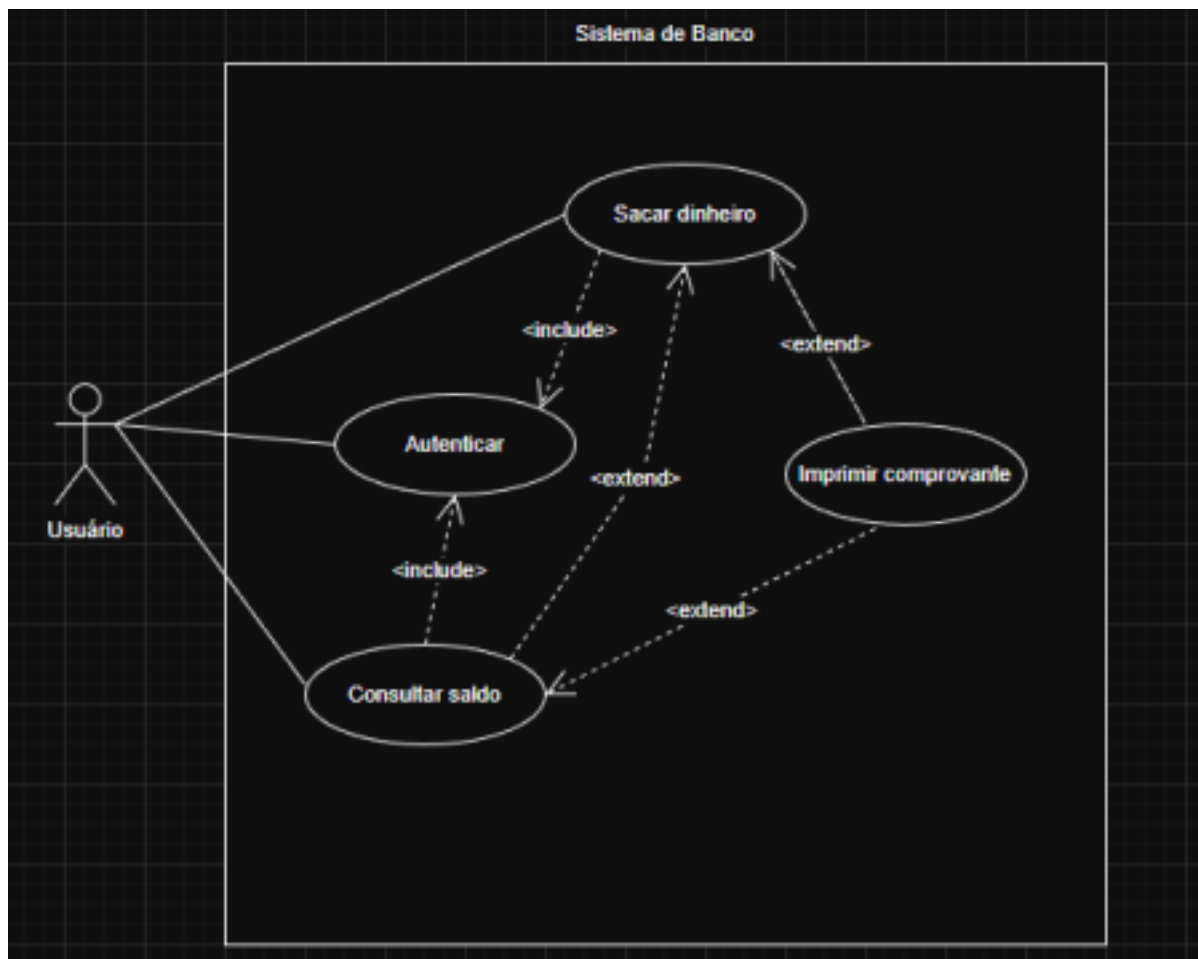 Sistema de Banco
Sacar dinheiro
<include>
<extend>
Autenticar
<extend>
Imprimir comprovante
Usuário
<include>
<extend>
Consultar saldo